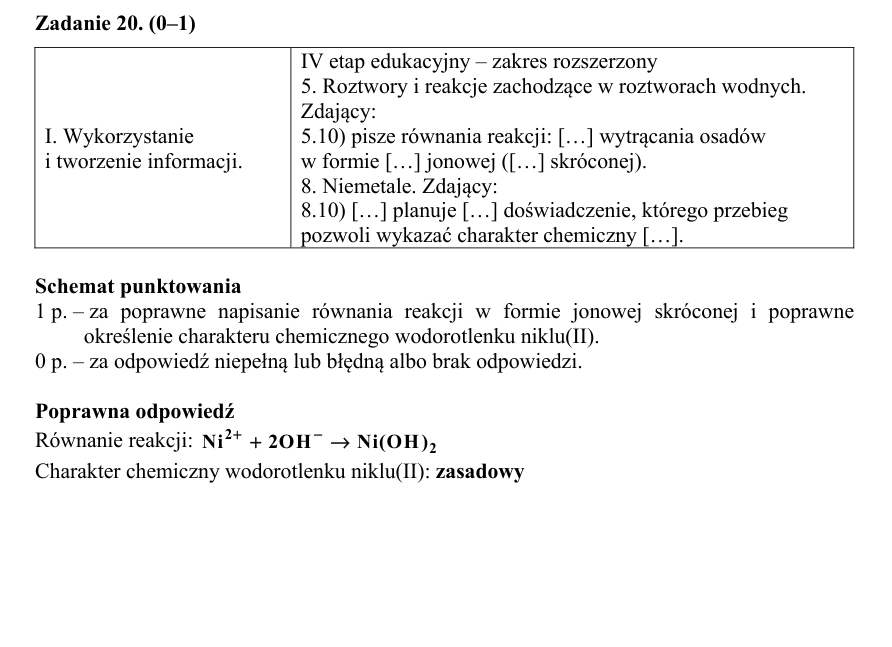 Zadanie 20. (0–1)
I. Wykorzystanie
i tworzenie informacji.
IV etap edukacyjny – zakres rozszerzony
5. Roztwory i reakcje zachodzące w roztworach wodnych.
Zdający:
5.10) pisze równania reakcji: […] wytrącania osadów
w formie […] jonowej ([…] skróconej).
8. Niemetale. Zdający:
8.10) […] planuje […] doświadczenie, którego przebieg
pozwoli wykazać charakter chemiczny […].
Schemat punktowania
1 p. – za poprawne napisanie równania reakcji w formie jonowej skróconej i poprawne
określenie charakteru chemicznego wodorotlenku niklu(II).
0 p. – za odpowiedź niepełną lub błędną albo brak odpowiedzi.
Poprawna odpowiedź
Równanie reakcji: Ni²⁺ + 2OH⁻ → Ni(OH)₂
Charakter chemiczny wodorotlenku niklu(II): zasadowy